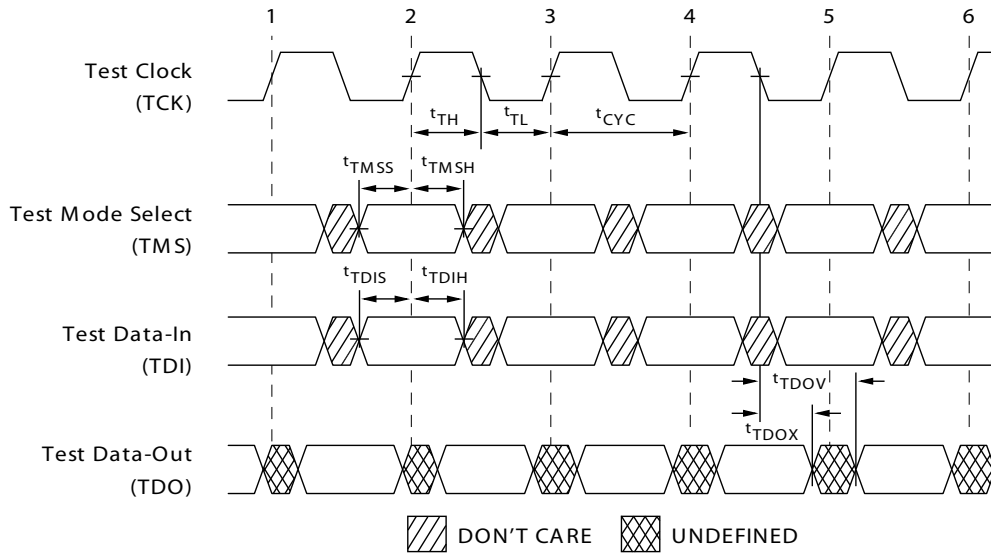 1 2 3 4 5 6
Test Clock
(TCK)
tTH tTL tCYC
tTMSS tTMSH
Test Mode Select
(TMS)
tTDIS tTDIH
Test Data-In
(TDI)
tTDOV
tTDOX
Test Data-Out
(TDO)
DON'T CARE UNDEFINED